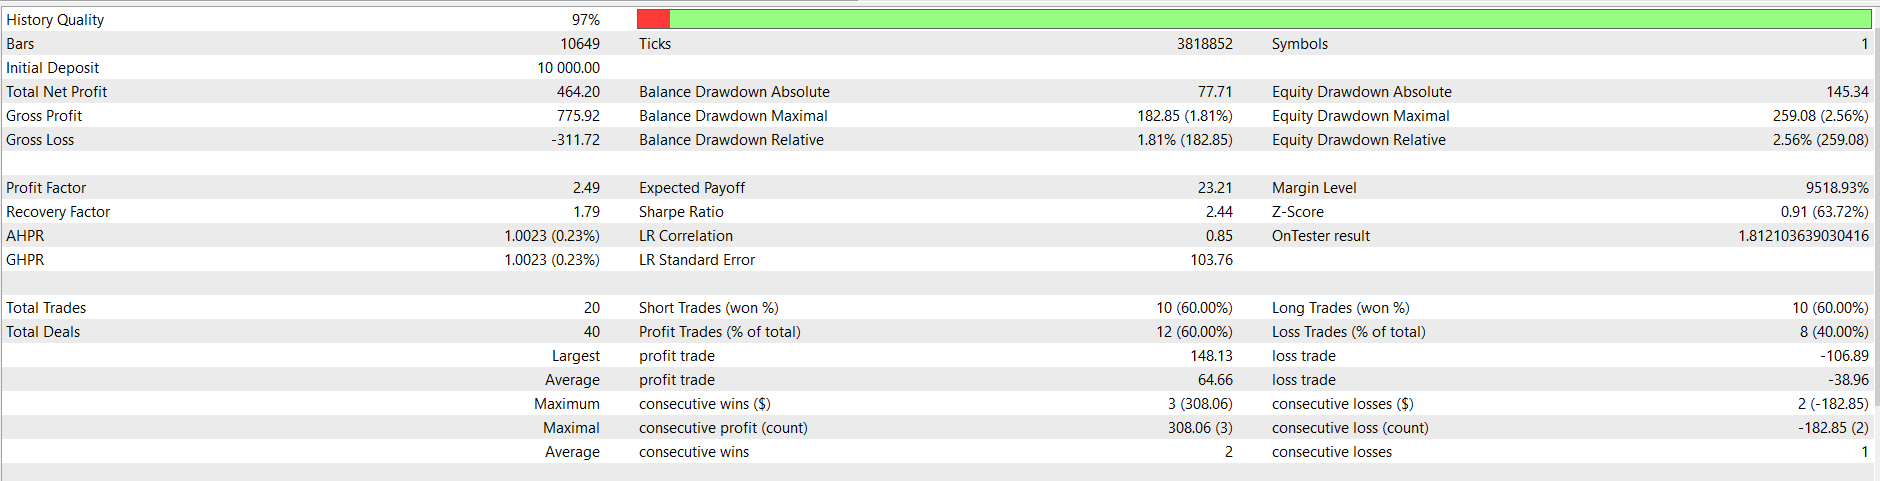 History Quality 97%
Bars 10649 Ticks 3818852 Symbols 1
Initial Deposit 10 000.00
Total Net Profit 464.20 Balance Drawdown Absolute 77.71 Equity Drawdown Absolute 145.34
Gross Profit 775.92 Balance Drawdown Maximal 182.85 (1.81%) Equity Drawdown Maximal 259.08 (2.56%)
Gross Loss -311.72 Balance Drawdown Relative 1.81% (182.85) Equity Drawdown Relative 2.56% (259.08)
Profit Factor 2.49 Expected Payoff 23.21 Margin Level 9518.93%
Recovery Factor 1.79 Sharpe Ratio 2.44 Z-Score 0.91 (63.72%)
AHPR 1.0023 (0.23%) LR Correlation 0.85 OnTester result 1.812103639030416
GHPR 1.0023 (0.23%) LR Standard Error 103.76
Total Trades 20 Short Trades (won %) 10 (60.00%) Long Trades (won %) 10 (60.00%)
Total Deals 40 Profit Trades (% of total) 12 (60.00%) Loss Trades (% of total) 8 (40.00%)
Largest profit trade 148.13 loss trade -106.89
Average profit trade 64.66 loss trade -38.96
Maximum consecutive wins ($) 3 (308.06) consecutive losses ($) 2 (-182.85)
Maximal consecutive profit (count) 308.06 (3) consecutive loss (count) -182.85 (2)
Average consecutive wins 2 consecutive losses 1